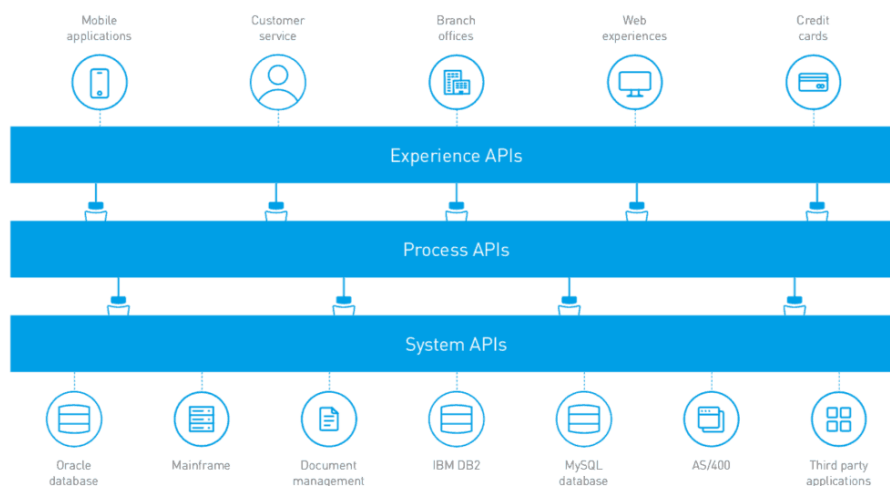 Mobile
applications
Customer
service
Branch
offices
Web
experiences
Credit
cards
Experience APIs
Process APIs
System APIs
Oracle
database
Mainframe
Document
management
IBM DB2
MySQL
database
AS/400
Third party
applications